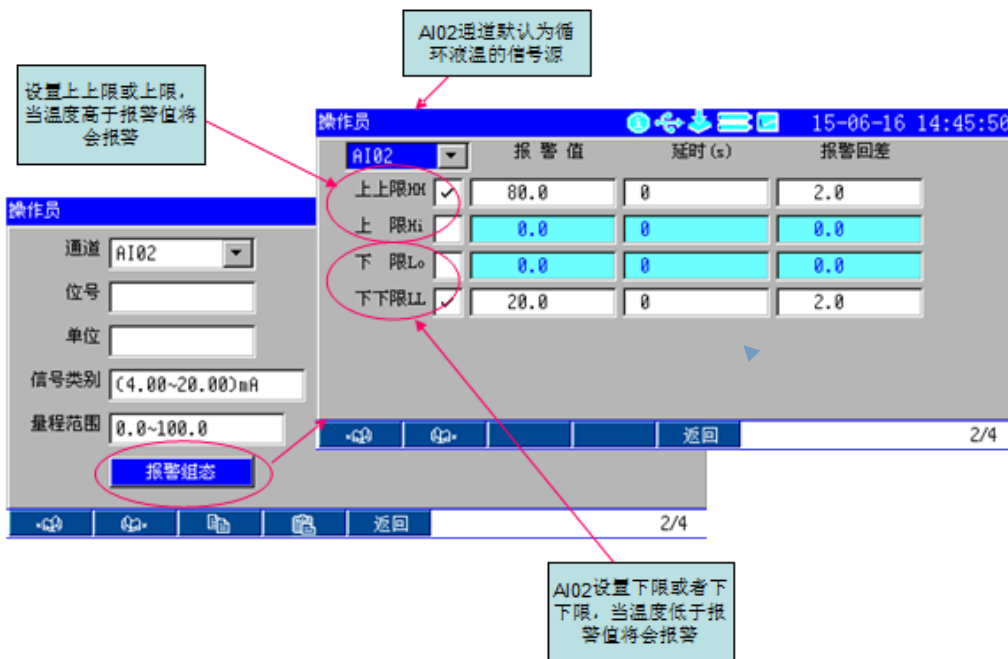 AI02通道默认为循
环液温的信号源
设置上上限或上限，
当温度高于报警值将
会报警
操作员
15-06-16 14:45:50
AI02 报 警 值 延时(s) 报警回差
上上限HH 80.0 0 2.0
上 限Hi 0.0 0 0.0
下 限Lo 0.0 0 0.0
下下限LL 20.0 0 2.0
返回 2/4
操作员
通道 AI02
位号
单位
信号类别 (4.00~20.00)mA
量程范围 0.0~100.0
报警组态
返回 2/4
AI02设置下限或者下
下限，当温度低于报
警值将会报警